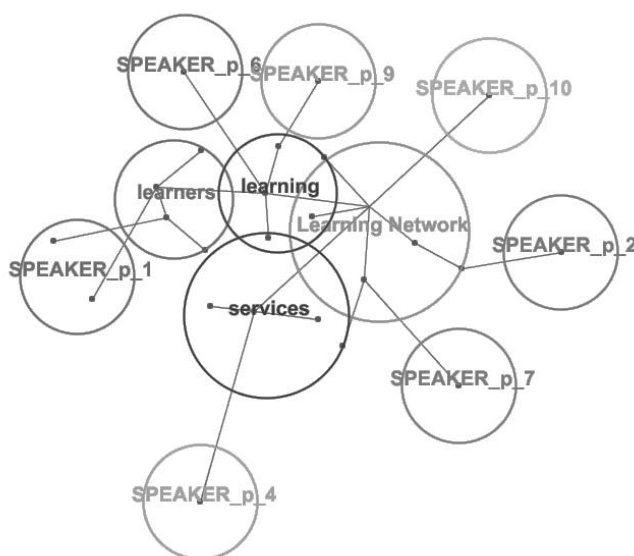 SPEAKER_p_6
SPEAKER_p_9
SPEAKER_p_10
learners
learning
Learning Network
SPEAKER_p_1
SPEAKER_p_2
services
SPEAKER_p_7
SPEAKER_p_4